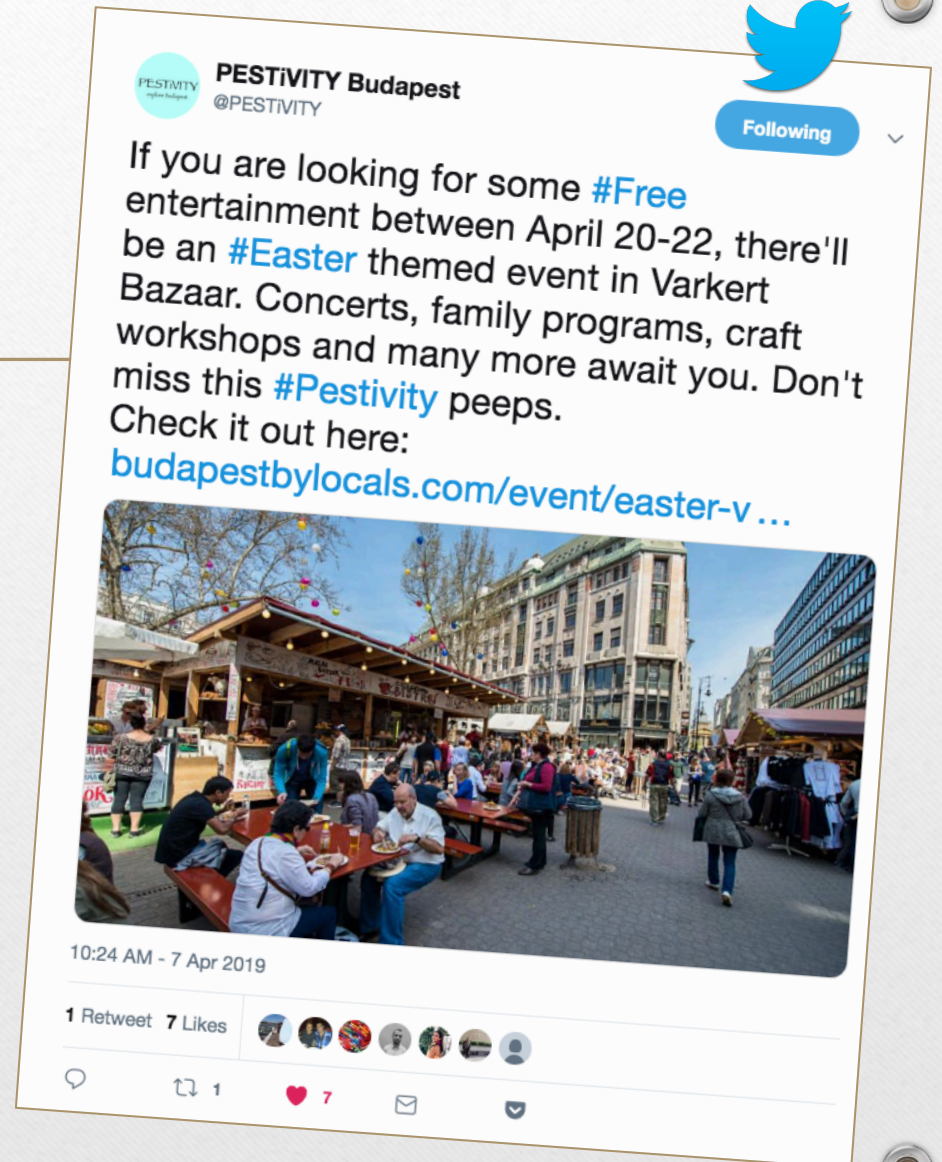 PESTiVITY
explore budapest
PESTiVITY Budapest
@PESTiVITY
Following
If you are looking for some #Free
entertainment between April 20-22, there'll
be an #Easter themed event in Varkert
Bazaar. Concerts, family programs, craft
workshops and many more await you. Don't
miss this #Pestivity peeps.
Check it out here:
budapestbylocals.com/event/easter-v...
10:24 AM - 7 Apr 2019
1 Retweet 7 Likes
1 7